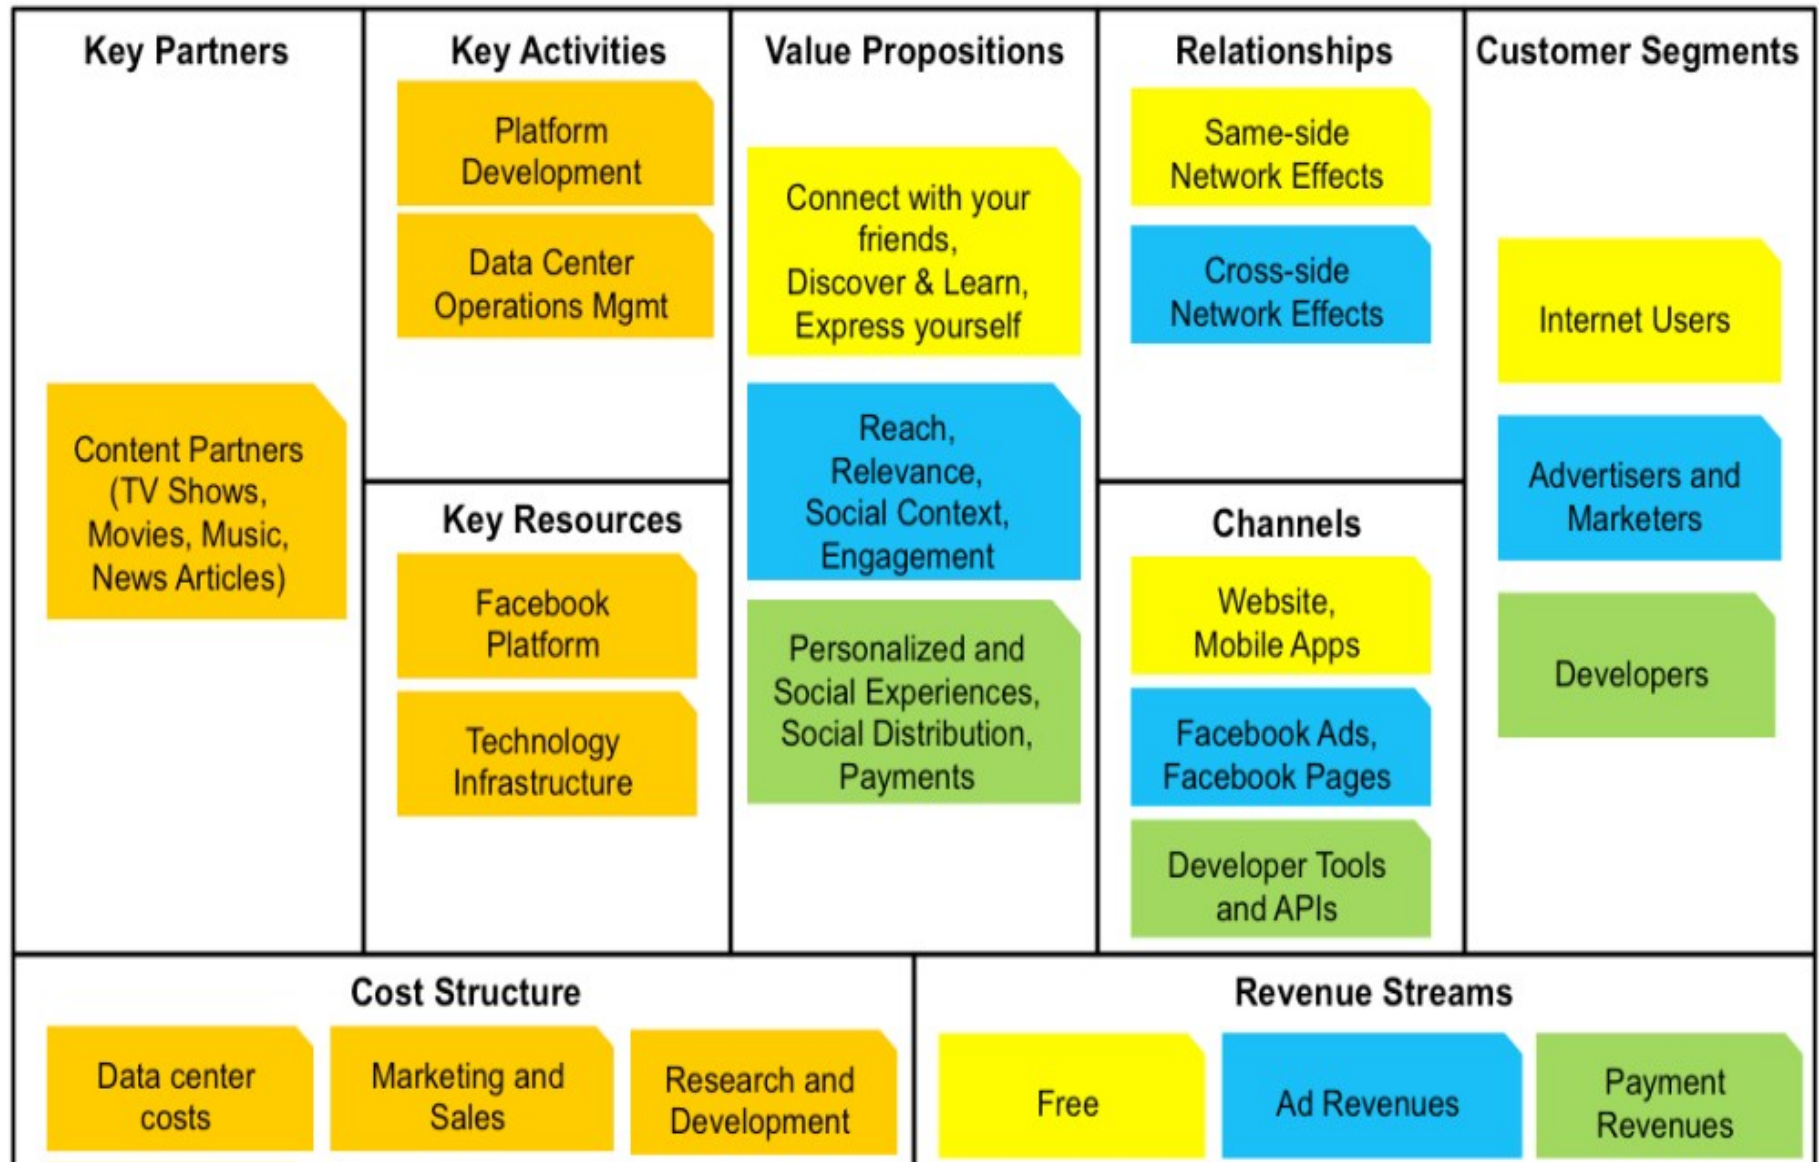 Key Partners
Content Partners
(TV Shows,
Movies, Music,
News Articles)
Key Activities
Platform
Development
Data Center
Operations Mgmt
Key Resources
Facebook
Platform
Technology
Infrastructure
Value Propositions
Connect with your
friends,
Discover & Learn,
Express yourself
Reach,
Relevance,
Social Context,
Engagement
Personalized and
Social Experiences,
Social Distribution,
Payments
Relationships
Same-side
Network Effects
Cross-side
Network Effects
Channels
Website,
Mobile Apps
Facebook Ads,
Facebook Pages
Developer Tools
and APIs
Customer Segments
Internet Users
Advertisers and
Marketers
Developers
Cost Structure
Data center
costs
Marketing and
Sales
Research and
Development
Revenue Streams
Free
Ad Revenues
Payment
Revenues